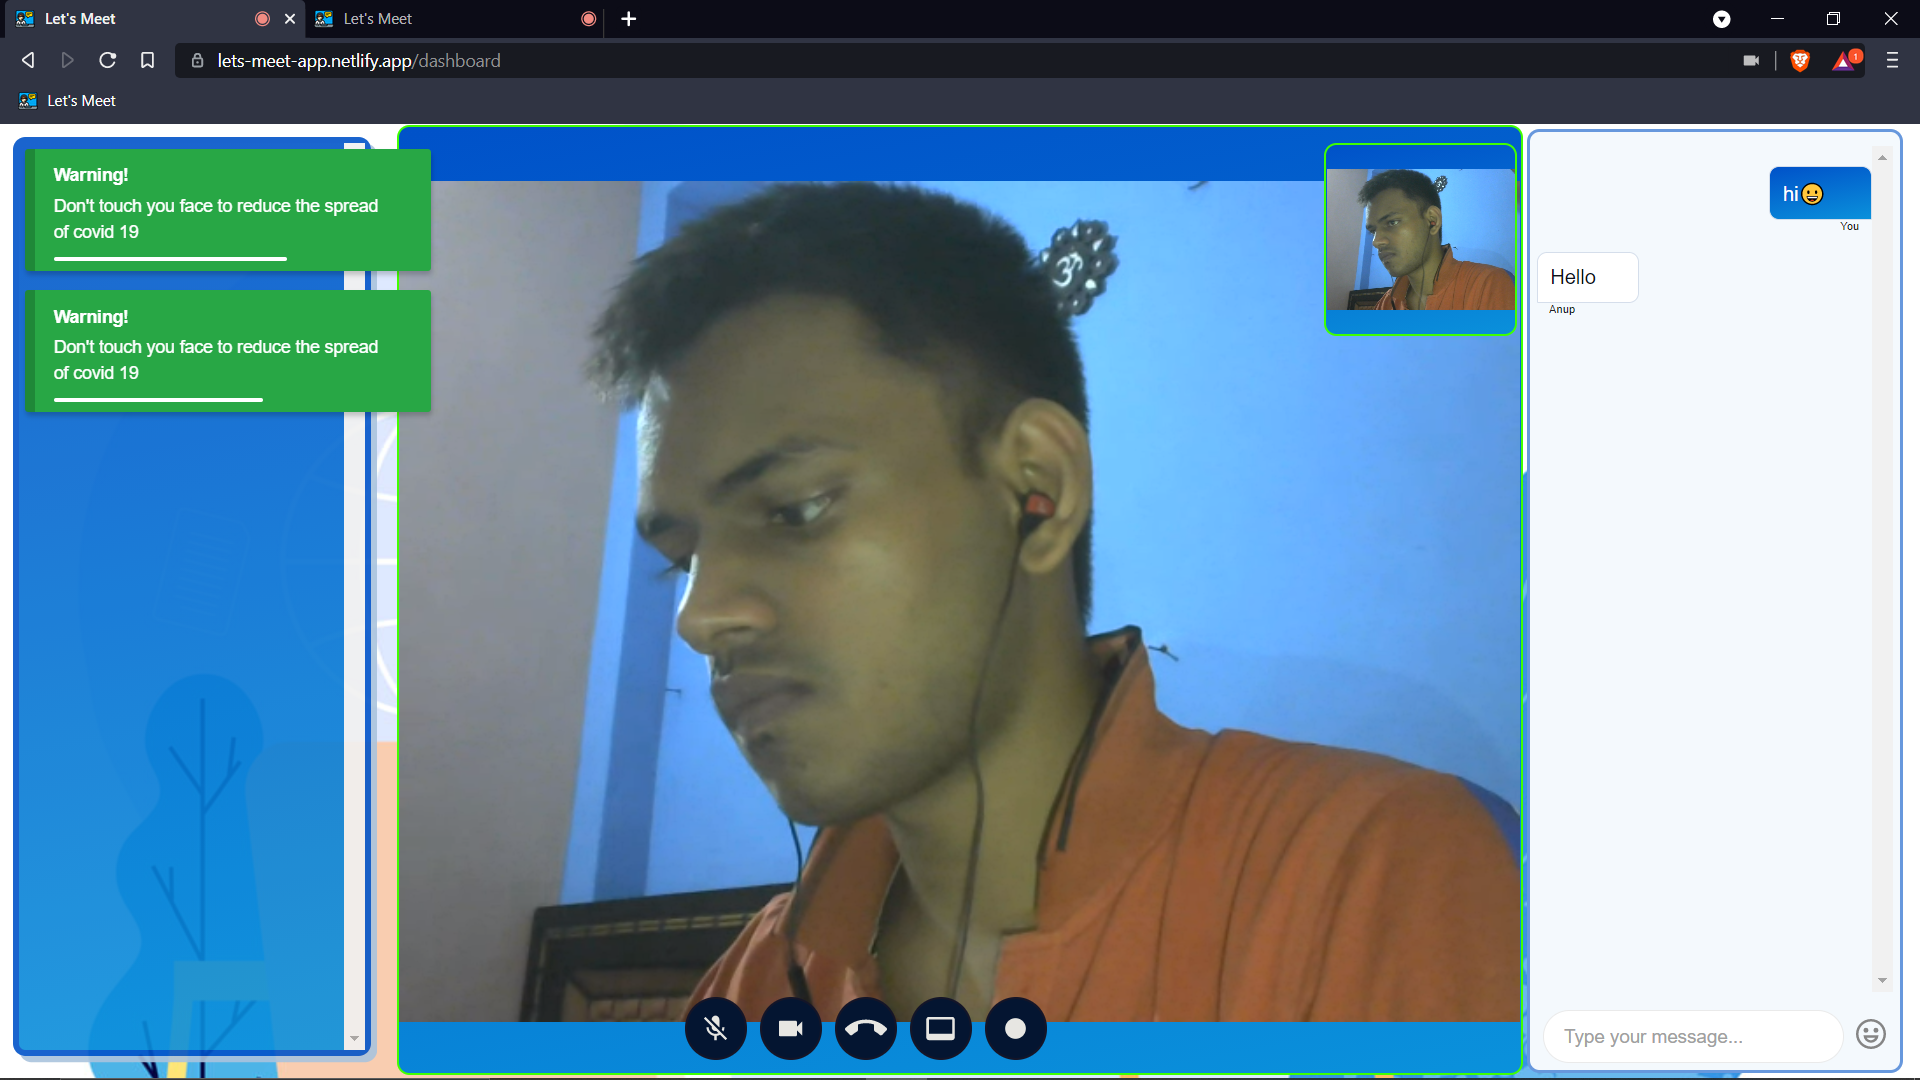 Let's Meet
Let's Meet
lets-meet-app.netlify.app/dashboard
1
Let's Meet
Warning!
Don't touch you face to reduce the spread
of covid 19
Warning!
Don't touch you face to reduce the spread
of covid 19
ॐ
hi😀
You
Hello
Anup
Type your message...